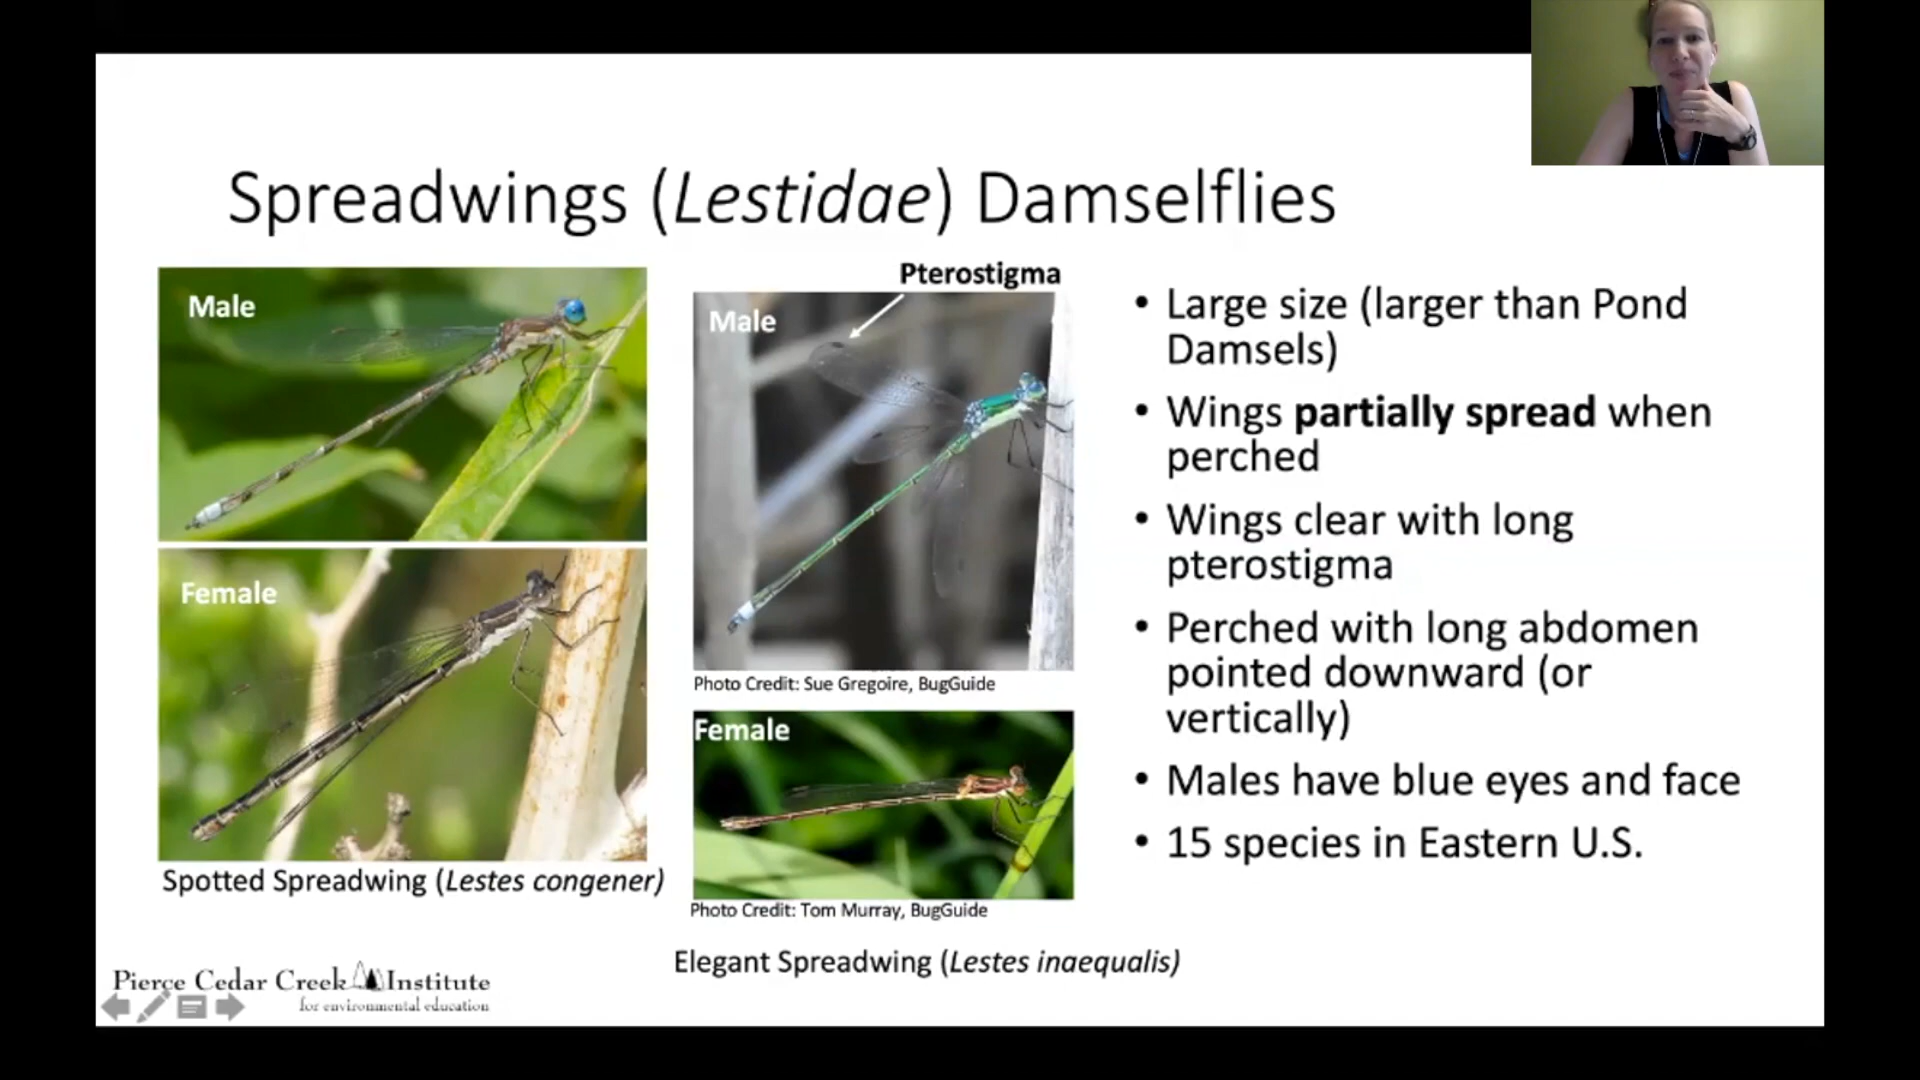 Spreadwings (Lestidae) Damselflies
Male
Female
Spotted Spreadwing (Lestes congener)
Pterostigma
Male
Photo Credit: Sue Gregoire, BugGuide
Female
Photo Credit: Tom Murray, BugGuide
Elegant Spreadwing (Lestes inaequalis)
• Large size (larger than Pond
Damsels)
• Wings partially spread when
perched
• Wings clear with long
pterostigma
• Perched with long abdomen
pointed downward (or
vertically)
• Males have blue eyes and face
• 15 species in Eastern U.S.
Pierce Cedar Creek Institute
for environmental education